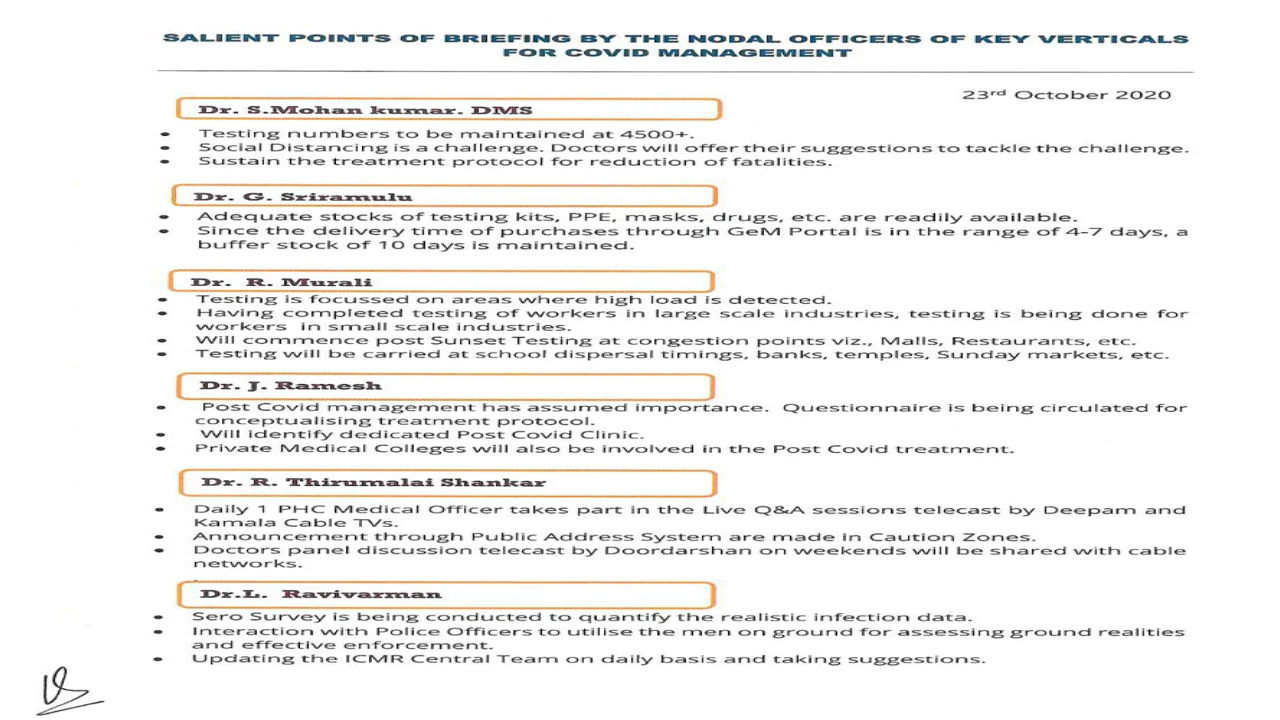 SALIENT POINTS OF BRIEFING BY THE NODAL OFFICERS OF KEY VERTICALS
FOR COVID MANAGEMENT
23rd October 2020
Dr. S.Mohan kumar. DMS
• Testing numbers to be maintained at 4500+.
• Social Distancing is a challenge. Doctors will offer their suggestions to tackle the challenge.
• Sustain the treatment protocol for reduction of fatalities.
Dr. G. Sriramulu
• Adequate stocks of testing kits, PPE, masks, drugs, etc. are readily available.
• Since the delivery time of purchases through GeM Portal is in the range of 4-7 days, a
buffer stock of 10 days is maintained.
Dr. R. Murali
• Testing is focussed on areas where high load is detected.
• Having completed testing of workers in large scale industries, testing is being done for
workers in small scale industries.
• Will commence post Sunset Testing at congestion points viz., Malls, Restaurants, etc.
• Testing will be carried at school dispersal timings, banks, temples, Sunday markets, etc.
Dr. J. Ramesh
• Post Covid management has assumed importance. Questionnaire is being circulated for
conceptualising treatment protocol.
• Will identify dedicated Post Covid Clinic.
• Private Medical Colleges will also be involved in the Post Covid treatment.
Dr. R. Thirumalai Shankar
• Daily 1 PHC Medical Officer takes part in the Live Q&A sessions telecast by Deepam and
Kamala Cable TVs.
• Announcement through Public Address System are made in Caution Zones.
• Doctors panel discussion telecast by Doordarshan on weekends will be shared with cable
networks.
Dr.L. Ravivarman
• Sero Survey is being conducted to quantify the realistic infection data.
• Interaction with Police Officers to utilise the men on ground for assessing ground realities
and effective enforcement.
• Updating the ICMR Central Team on daily basis and taking suggestions.